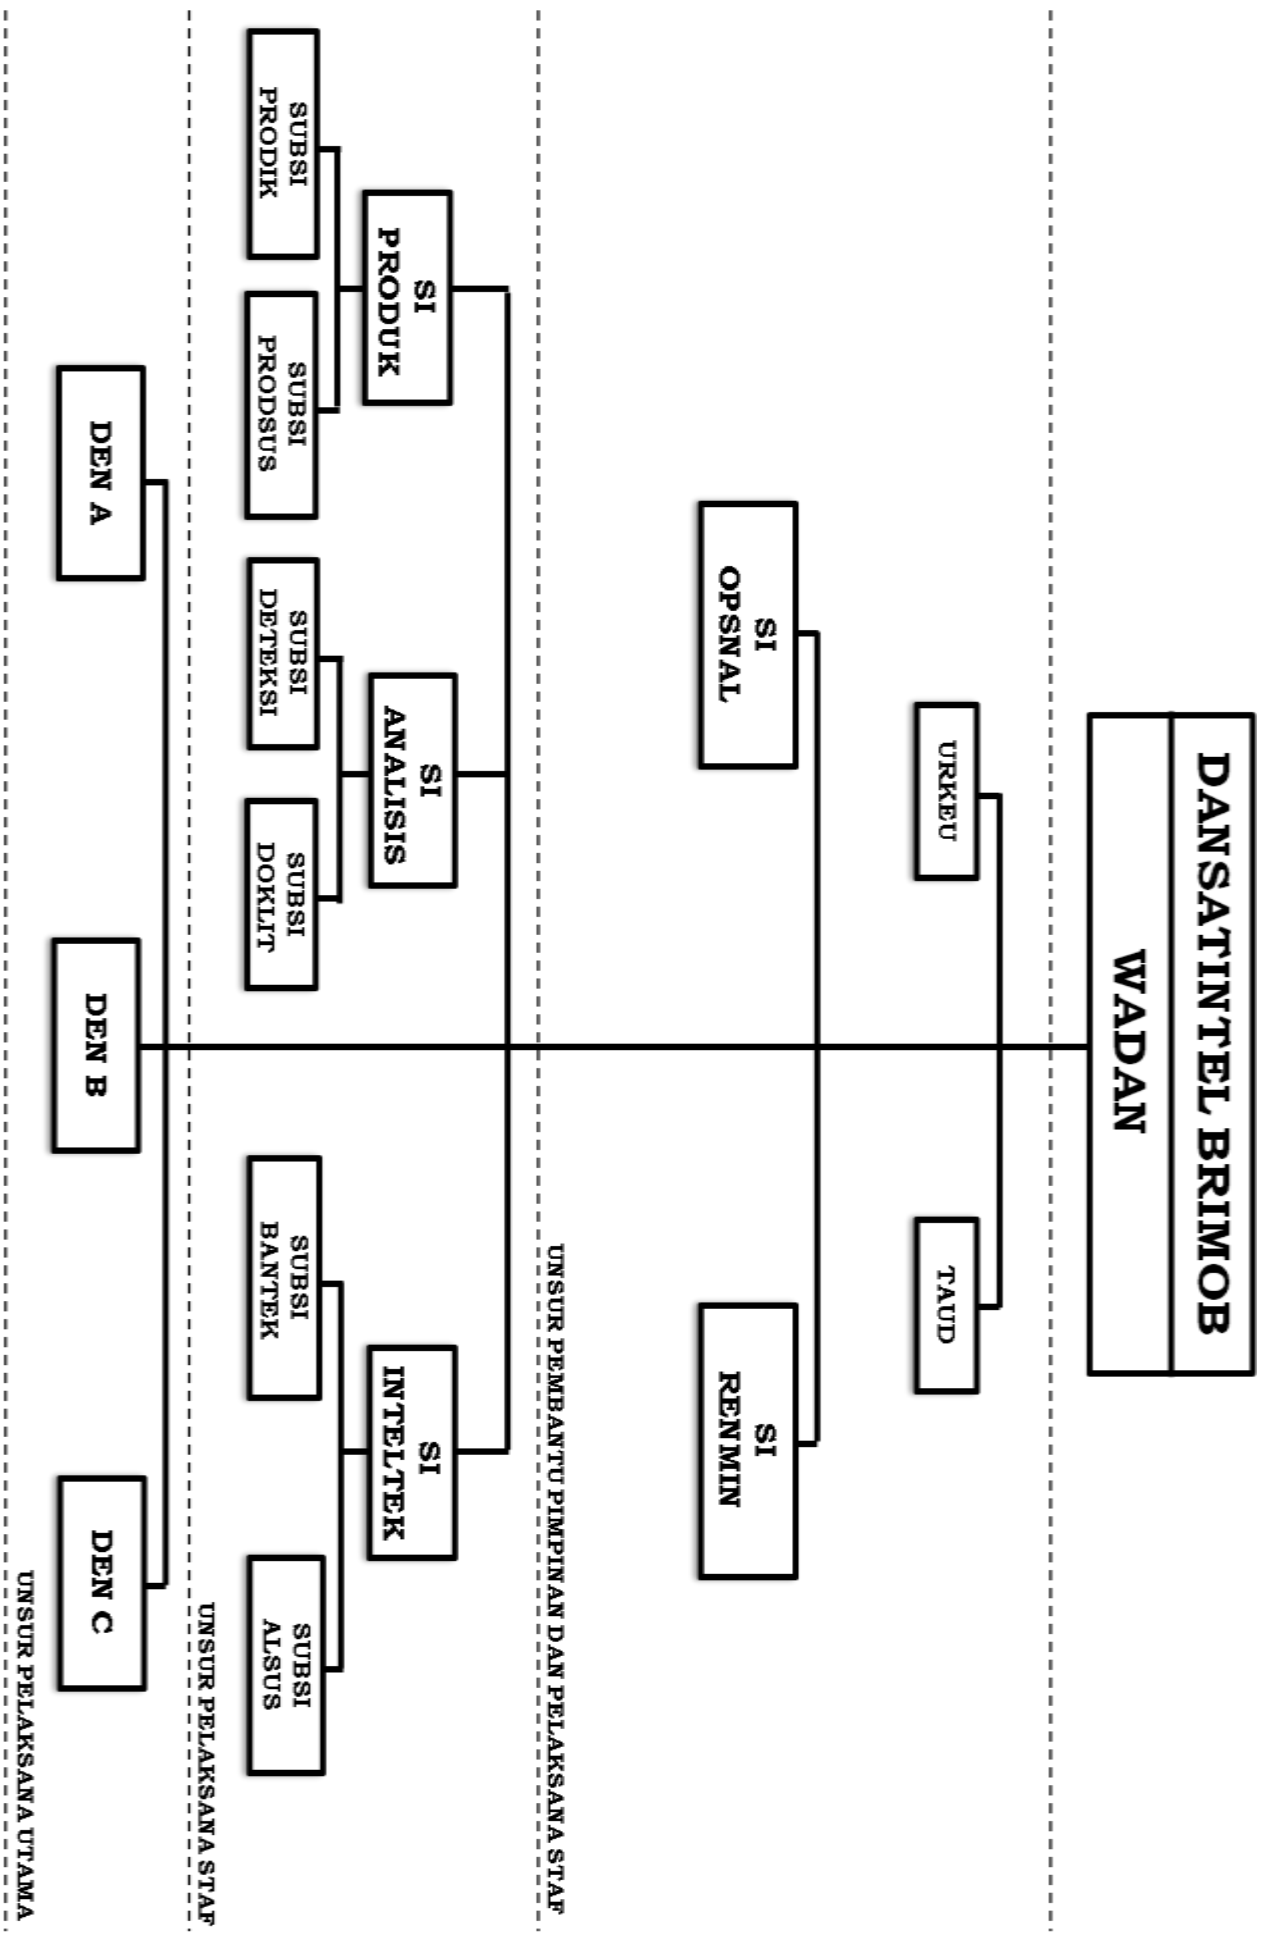 DANSATINTEL BRIMOB
WADAN
URKEU
TAUD
SI
OPSNAL
SI
RENMIN
UNSUR PEMBANTU PIMPINAN DAN PELAKSANA STAF
SI
PRODUK
SI
ANALISIS
SI
INTELTEK
SUBSI
PRODIK
SUBSI
PRODSUS
SUBSI
DETEKSI
SUBSI
DOKLIT
SUBSI
BANTEK
SUBSI
ALSUS
UNSUR PELAKSANA STAF
DEN A
DEN B
DEN C
UNSUR PELAKSANA UTAMA